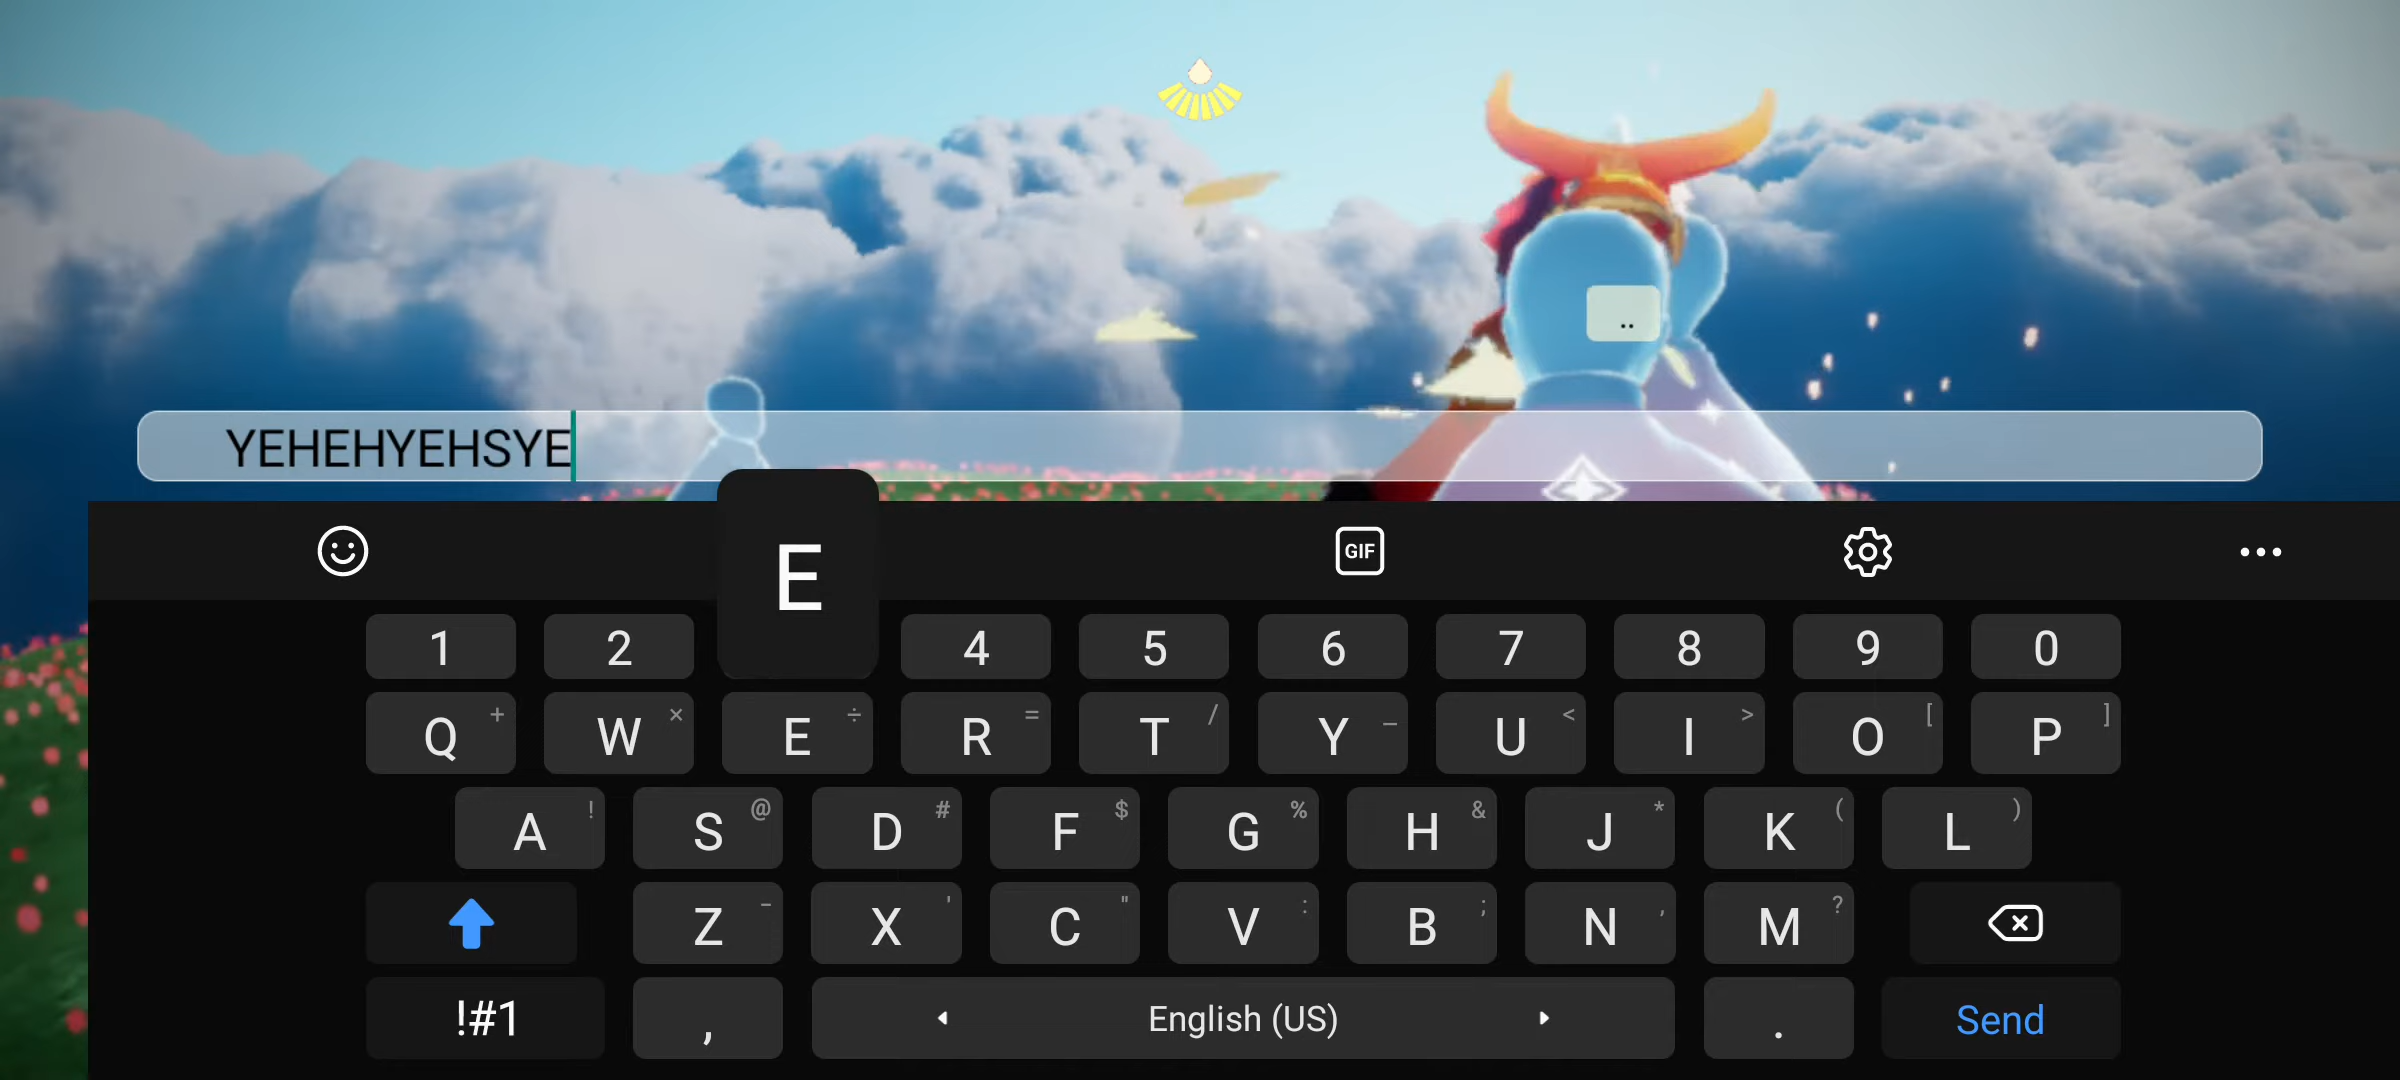 ..
YEHEHYEHSYE
GIF
E
1 2 4 5 6 7 8 9 0
Q + W × E ÷ R = T / Y _ U < I > O [ P ]
A ! S @ D # F $ G % H & J * K ( L )
Z - X ' C " V : B ; N , M ?
!#1 , English (US) . Send